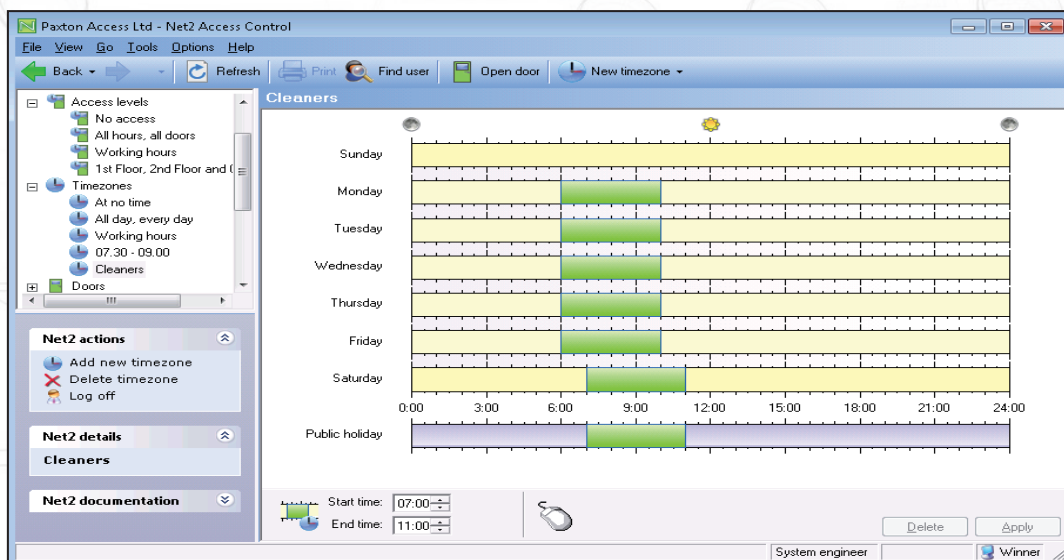 Paxton Access Ltd - Net2 Access Control
File View Go Tools Options Help
Back Refresh Print Find user Open door New timezone
Access levels
No access
All hours, all doors
Working hours
1st Floor, 2nd Floor and
Timezones
At no time
All day, every day
Working hours
07.30 - 09.00
Cleaners
Doors
Net2 actions
Add new timezone
Delete timezone
Log off
Net2 details
Cleaners
Net2 documentation
Cleaners
Sunday
Monday
Tuesday
Wednesday
Thursday
Friday
Saturday
0:00 3:00 6:00 9:00 12:00 15:00 18:00 21:00 24:00
Public holiday
Start time: 07:00
End time: 11:00
Delete Apply
System engineer Winner